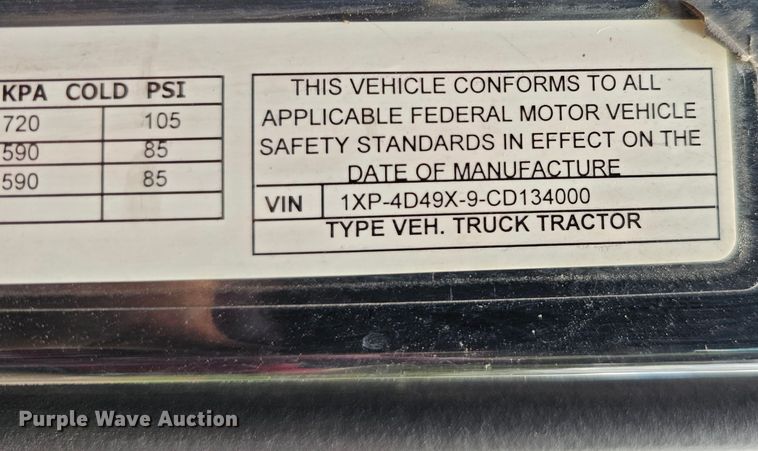 KPA COLD PSI
720 105
590 85
590 85
THIS VEHICLE CONFORMS TO ALL
APPLICABLE FEDERAL MOTOR VEHICLE
SAFETY STANDARDS IN EFFECT ON THE
DATE OF MANUFACTURE
VIN 1XP-4D49X-9-CD134000
TYPE VEH. TRUCK TRACTOR
Purple Wave Auction